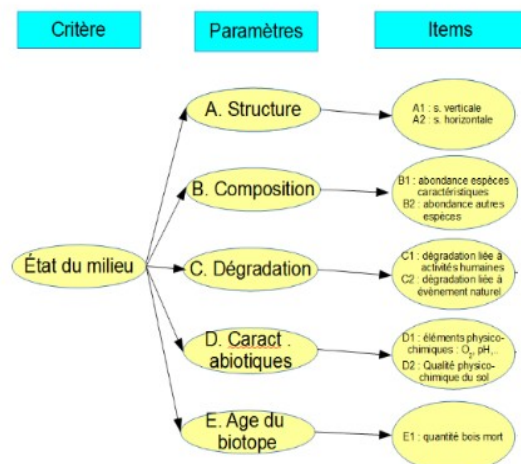 Critère
Paramètres
Items
A. Structure
A1 : s. verticale
A2 : s. horizontale
B. Composition
B1 : abondance espèces
caractéristiques
B2 : abondance autres
espèces
État du milieu
C. Dégradation
C1 : dégradation liée à
activités humaines
C2 : dégradation liée à
évènement naturel
D. Caract .
abiotiques
D1 : éléments physico-
chimiques : O2, pH,..
D2 : Qualité physico-
chimique du sol
E. Age du
biotope
E1 : quantité bois mort